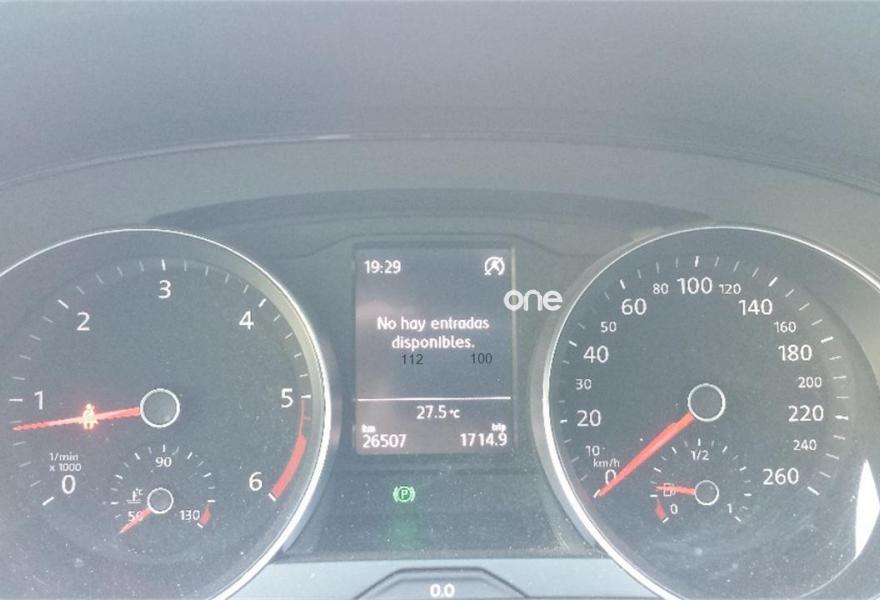 19:29
one
No hay entradas
disponibles.
112 100
27.5 °C
km trip
26507 1714.9
0 1 2 3 4 5 6
1/min
x 1000
50 90 130
°C
0 10 20 30 40 50 60 80 100 120 140 160 180 200 220 240 260
km/h
0 1/2 1
P
0.0